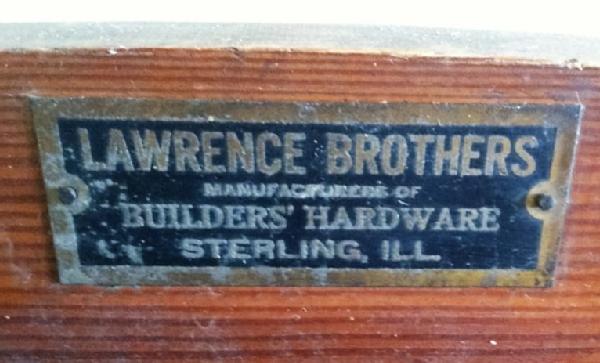 LAWRENCE BROTHERS
MANUFACTURERS OF
BUILDERS' HARDWARE
STERLING, ILL.